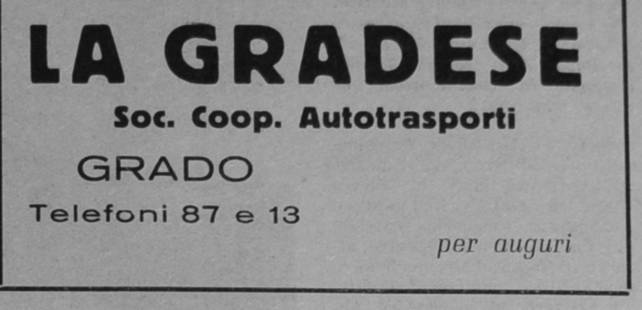 LA GRADESE
Soc. Coop. Autotrasporti
GRADO
Telefoni 87 e 13
per auguri